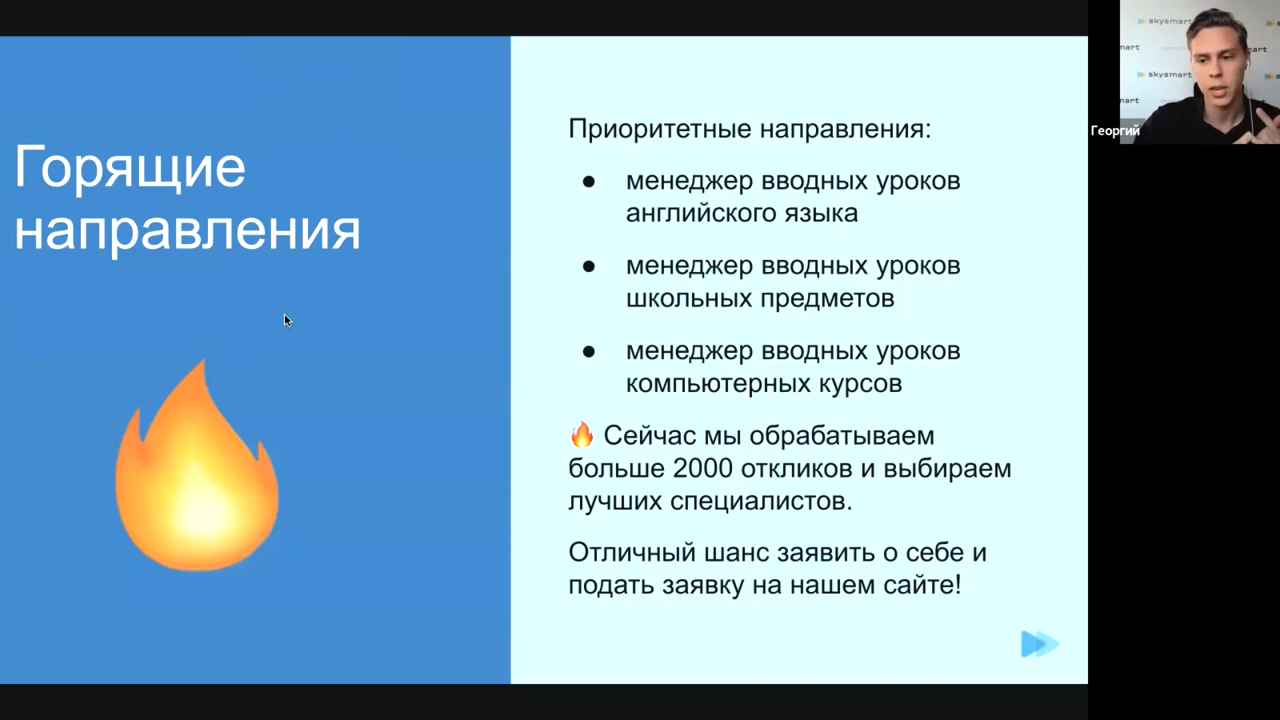 Горящие
направления
Приоритетные направления:
● менеджер вводных уроков
английского языка
● менеджер вводных уроков
школьных предметов
● менеджер вводных уроков
компьютерных курсов
🔥 Сейчас мы обрабатываем
больше 2000 откликов и выбираем
лучших специалистов.
Отличный шанс заявить о себе и
подать заявку на нашем сайте!
skysmart
skysmart
Георгий